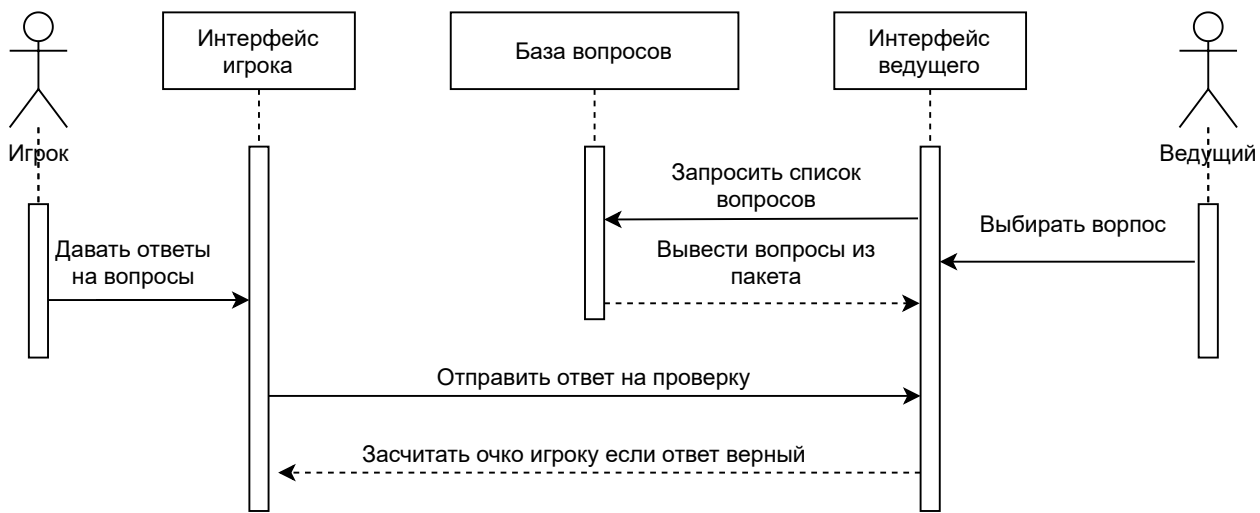 Интерфейс
игрока
База вопросов
Интерфейс
ведущего
Игрок
Ведущий
Запросить список
вопросов
Выбирать ворпос
Давать ответы
на вопросы
Вывести вопросы из
пакета
Отправить ответ на проверку
Засчитать очко игроку если ответ верный